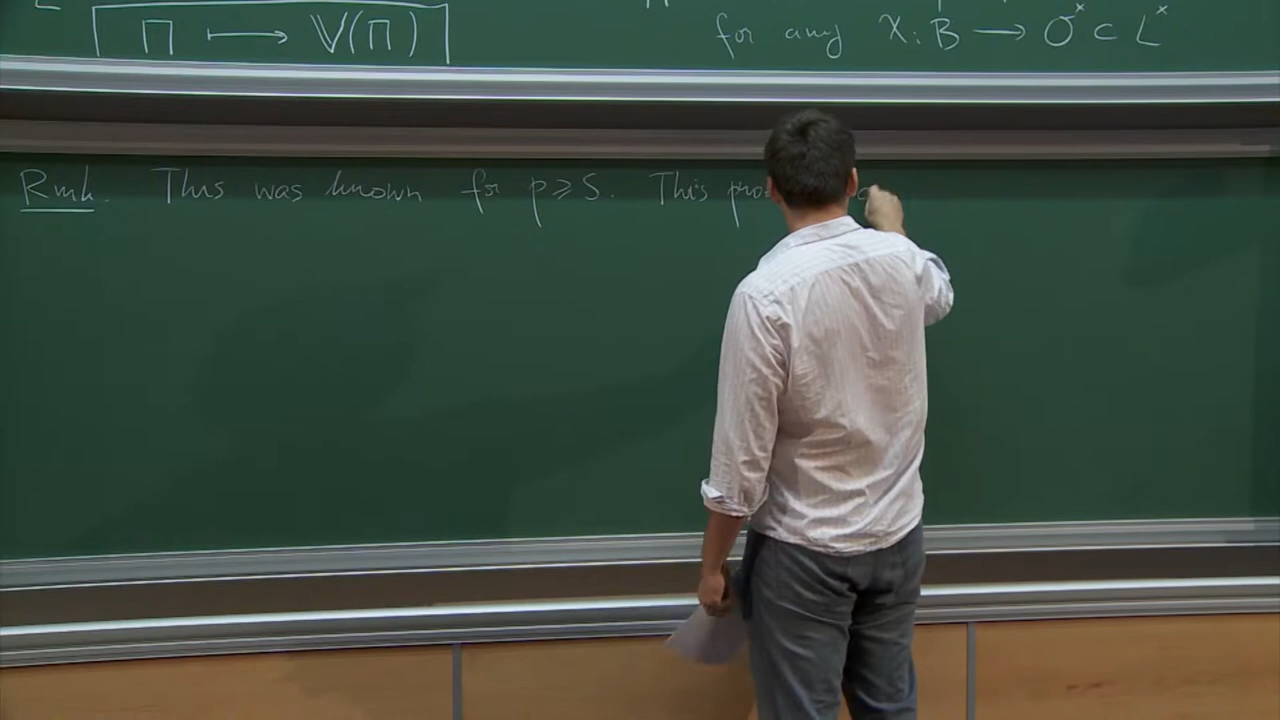 Π ⟼ V(Π)
for any χ: B → O^× ⊂ L^×
Rmk. This was known for p ≥ 5. This